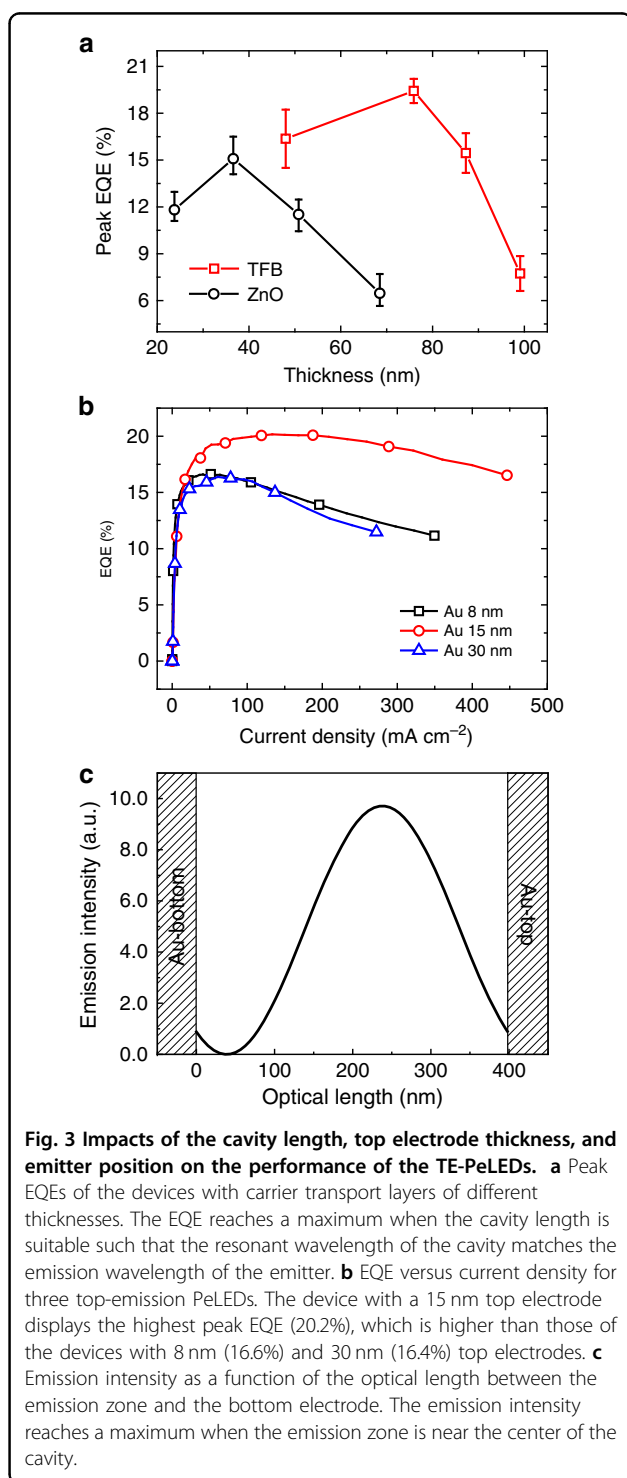 a
21
18
15
12
9
6
Peak EQE (%)
TFB
ZnO
20 40 60 80 100
Thickness (nm)
b
20
15
10
5
0
EQE (%)
Au 8 nm
Au 15 nm
Au 30 nm
0 100 200 300 400 500
Current density (mA cm⁻²)
c
10.0
8.0
6.0
4.0
2.0
0.0
Emission intensity (a.u.)
Au-bottom
Au-top
0 100 200 300 400
Optical length (nm)
Fig. 3 Impacts of the cavity length, top electrode thickness, and
emitter position on the performance of the TE-PeLEDs. a Peak
EQEs of the devices with carrier transport layers of different
thicknesses. The EQE reaches a maximum when the cavity length is
suitable such that the resonant wavelength of the cavity matches the
emission wavelength of the emitter. b EQE versus current density for
three top-emission PeLEDs. The device with a 15 nm top electrode
displays the highest peak EQE (20.2%), which is higher than those of
the devices with 8 nm (16.6%) and 30 nm (16.4%) top electrodes. c
Emission intensity as a function of the optical length between the
emission zone and the bottom electrode. The emission intensity
reaches a maximum when the emission zone is near the center of the
cavity.